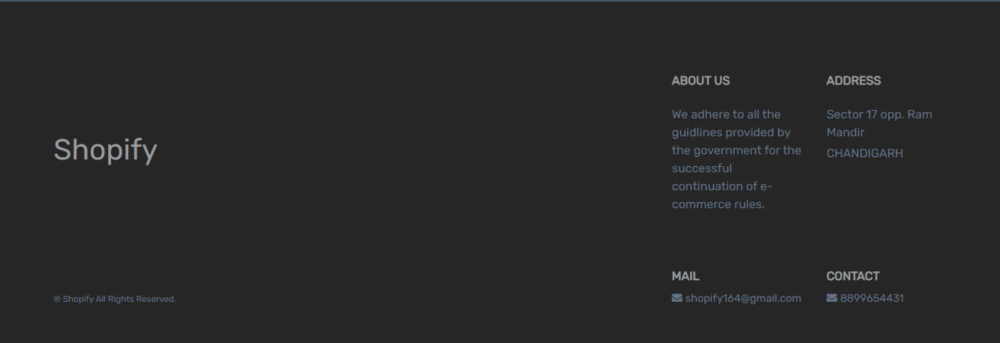 Shopify
® Shopify All Rights Reserved.
ABOUT US
We adhere to all the
guidlines provided by
the government for the
successful
continuation of e-
commerce rules.
ADDRESS
Sector 17 opp. Ram
Mandir
CHANDIGARH
MAIL
shopify164@gmail.com
CONTACT
8899654431